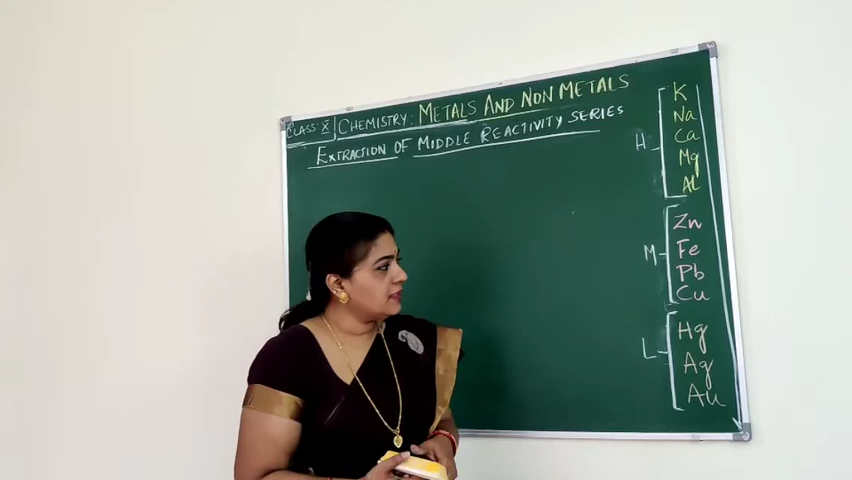 CLASS: X CHEMISTRY: METALS AND NON METALS
EXTRACTION OF MIDDLE REACTIVITY SERIES
H
K
Na
Ca
Mg
Al
M
Zn
Fe
Pb
Cu
L
Hg
Ag
Au